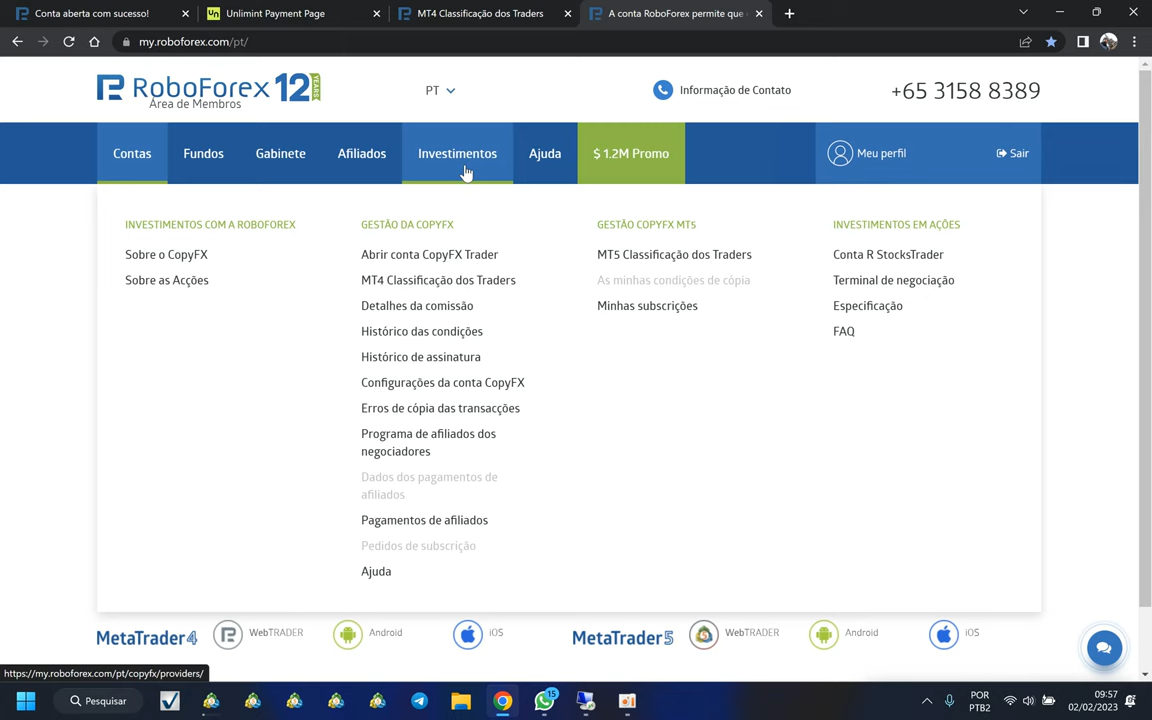 Conta aberta com sucesso!
Unlimint Payment Page
MT4 Classificação dos Traders
A conta RoboForex permite que
my.roboforex.com/pt/
RoboForex 12 YEARS
Área de Membros
PT
Informação de Contato
+65 3158 8389
Contas
Fundos
Gabinete
Afiliados
Investimentos
Ajuda
$ 1.2M Promo
Meu perfil
Sair
INVESTIMENTOS COM A ROBOFOREX
Sobre o CopyFX
Sobre as Acções
GESTÃO DA COPYFX
Abrir conta CopyFX Trader
MT4 Classificação dos Traders
Detalhes da comissão
Histórico das condições
Histórico de assinatura
Configurações da conta CopyFX
Erros de cópia das transacções
Programa de afiliados dos
negociadores
Dados dos pagamentos de
afiliados
Pagamentos de afiliados
Pedidos de subscrição
Ajuda
GESTÃO COPYFX MT5
MT5 Classificação dos Traders
As minhas condições de cópia
Minhas subscrições
INVESTIMENTOS EM AÇÕES
Conta R StocksTrader
Terminal de negociação
Especificação
FAQ
MetaTrader4
WebTRADER
Android
iOS
MetaTrader5
WebTRADER
Android
iOS
https://my.roboforex.com/pt/copyfx/providers/
Pesquisar
15
POR
PTB2
09:57
02/02/2023